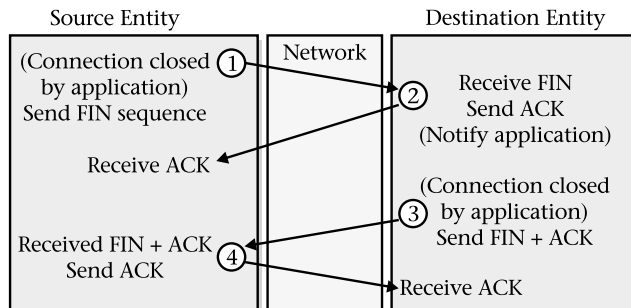 Source Entity
Network
Destination Entity
(Connection closed
by application)
Send FIN sequence
1
2
Receive FIN
Send ACK
(Notify application)
Receive ACK
(Connection closed
by application)
Send FIN + ACK
3
Received FIN + ACK
Send ACK
4
Receive ACK